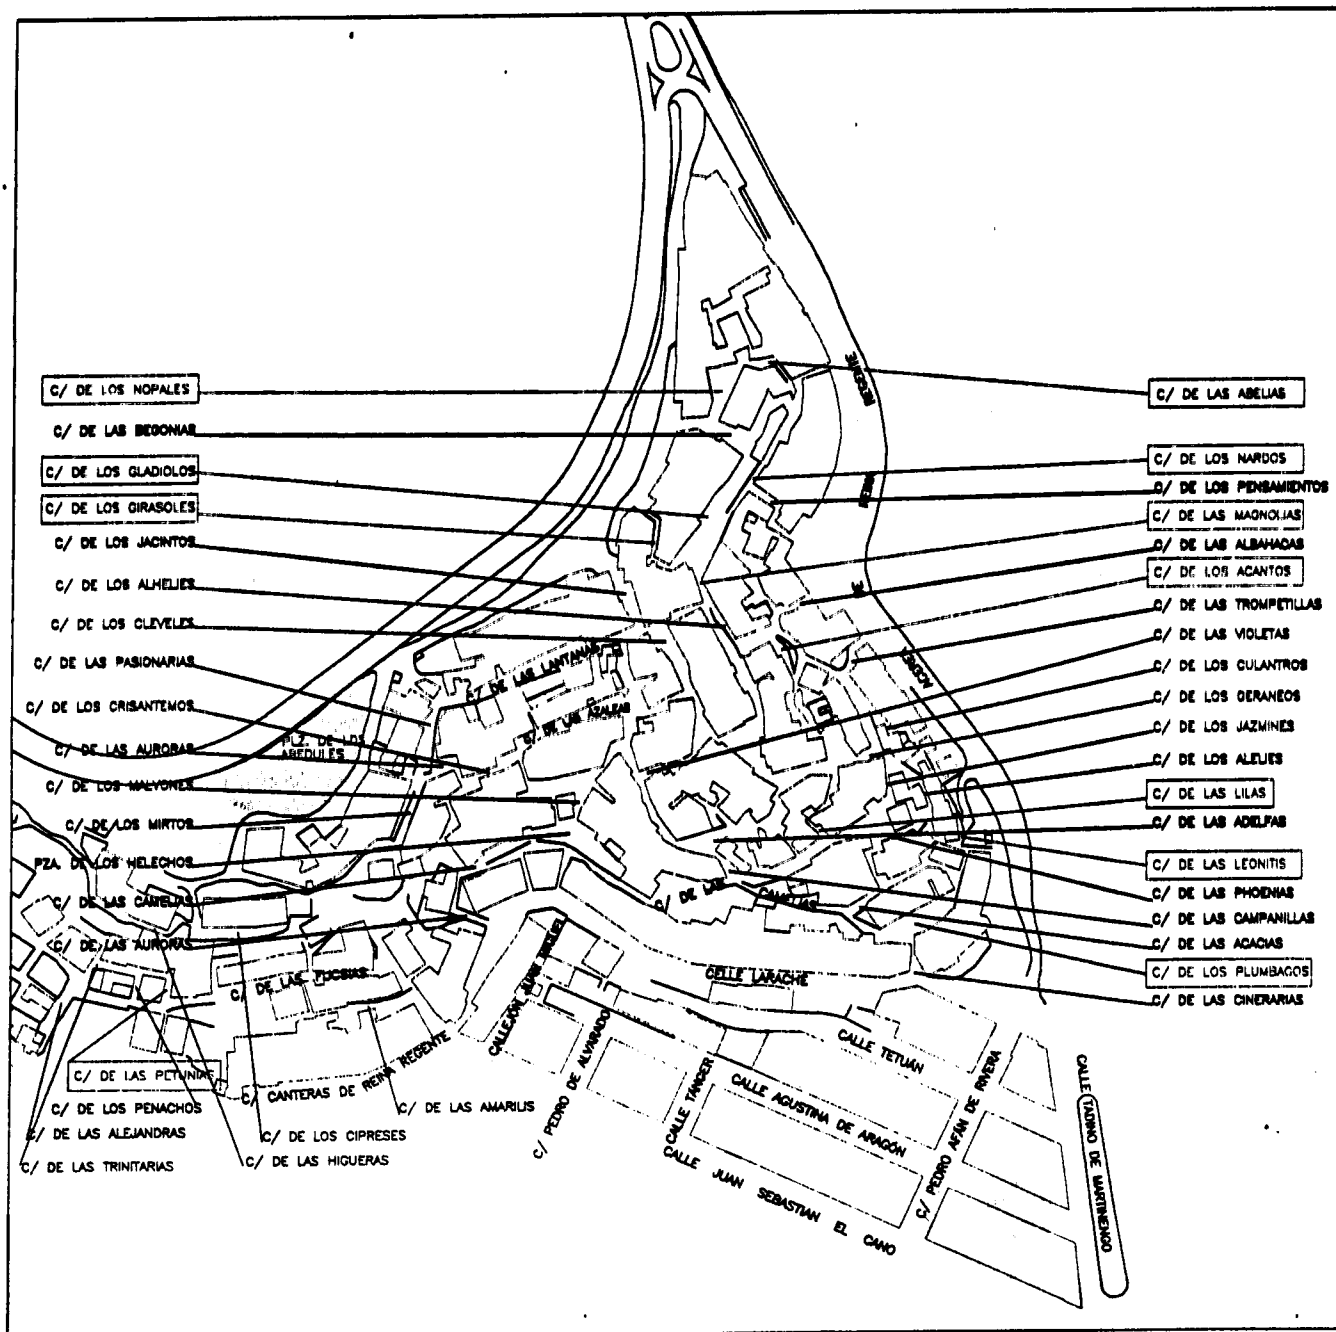 C/ DE LOS NOPALES
C/ DE LAS BEGONIAS
C/ DE LOS GLADIOLOS
C/ DE LOS GIRASOLES
C/ DE LOS JACINTOS
C/ DE LOS ALHELIES
C/ DE LOS CLEVELES
C/ DE LAS PASIONARIAS
C/ DE LOS CRISANTEMOS
C/ DE LAS AURORAS
C/ DE LOS MALVONES
C/ DE LOS MIRTOS
PZA. DE LOS HELECHOS
C/ DE LAS CAMELIAS
C/ DE LAS AURORAS
C/ DE LAS ABELIAS
C/ DE LOS NARDOS
C/ DE LOS PENSAMIENTOS
C/ DE LAS MAGNOLIAS
C/ DE LAS ALBAHACAS
C/ DE LOS ACANTOS
C/ DE LAS TROMPETILLAS
C/ DE LAS VIOLETAS
C/ DE LOS CULANTROS
C/ DE LOS GERANEOS
C/ DE LOS JAZMINES
C/ DE LOS ALELIES
C/ DE LAS LILAS
C/ DE LAS ADELFAS
C/ DE LAS LEONITIS
C/ DE LAS PHOENIAS
C/ DE LAS CAMPANILLAS
C/ DE LAS ACACIAS
C/ DE LOS PLUMBAGOS
C/ DE LAS CINERARIAS
ACERA DE REINA REGENTE
C/ DE LAS LANTANAS
C/ DE LAS AZALEAS
PLZ. DE LOS ABEDULES
C/ DE LAS CAMELIAS
C/ DE LAS FUCSIAS
CELLE LARACHE
CALLEJÓN JUAN MIGUEL
C/ CANTERAS DE REINA REGENTE
C/ PEDRO DE ALVARADO
CALLE TETUÁN
CALLE TÁNGER
CALLE AGUSTINA DE ARAGÓN
CALLE JUAN SEBASTIAN EL CANO
C/ PEDRO AFÁN DE RIVERA
CALLE TADINO DE MARTINENGO
C/ DE LAS PETUNIAS
C/ DE LOS PENACHOS
C/ DE LAS ALEJANDRAS
C/ DE LAS TRINITARIAS
C/ DE LOS CIPRESES
C/ DE LAS HIGUERAS
C/ DE LAS AMARILIS